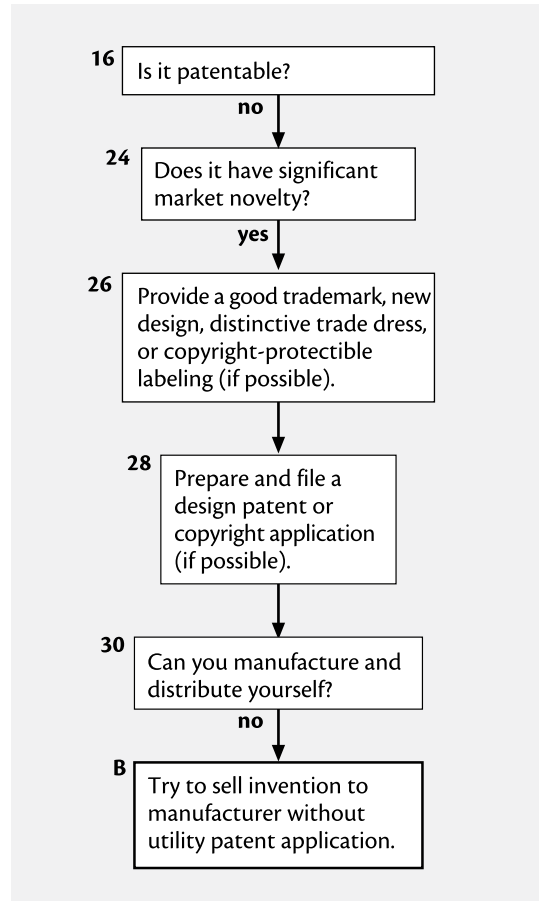 16
Is it patentable?
no
24
Does it have significant
market novelty?
yes
26
Provide a good trademark, new
design, distinctive trade dress,
or copyright-protectible
labeling (if possible).
28
Prepare and file a
design patent or
copyright application
(if possible).
30
Can you manufacture and
distribute yourself?
no
B
Try to sell invention to
manufacturer without
utility patent application.